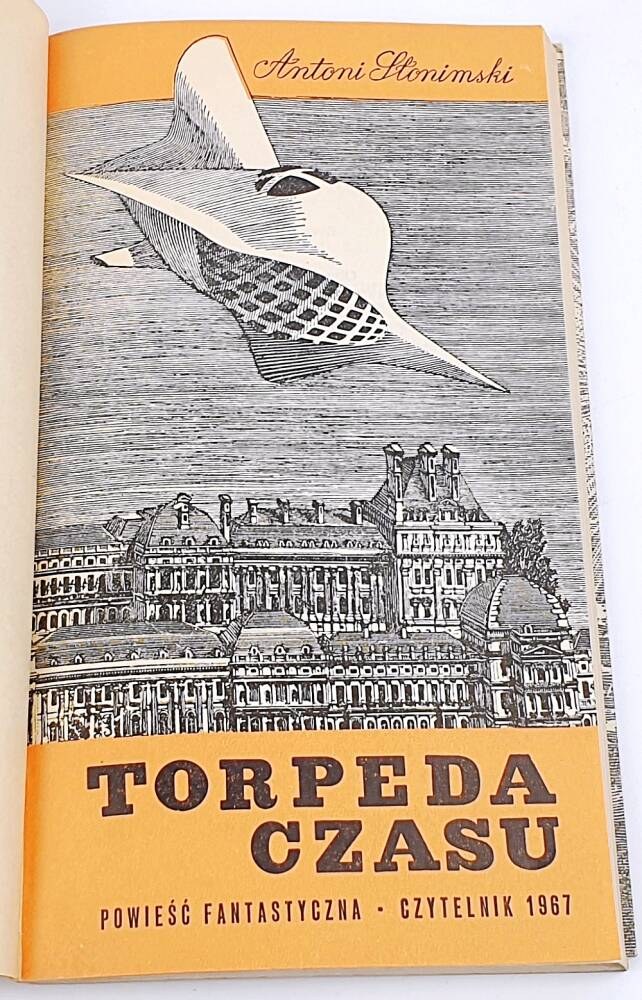 Antoni Słonimski
TORPEDA
CZASU
POWIEŚĆ FANTASTYCZNA • CZYTELNIK 1967